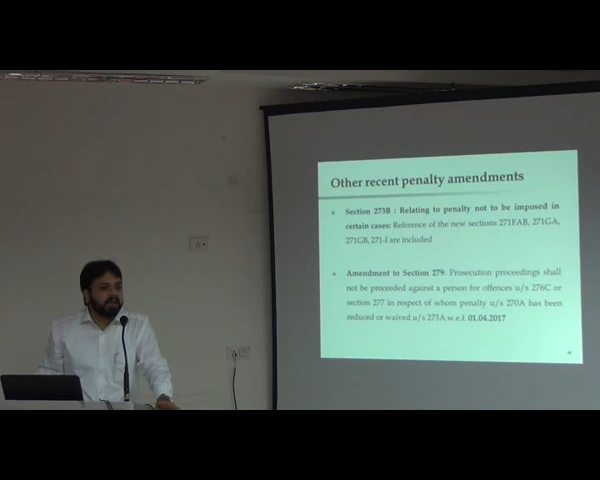 Other recent penalty amendments
Section 273B : Relating to penalty not to be imposed in
certain cases: Reference of the new sections 271FAB, 271GA,
271GB, 271-I are included
Amendment to Section 279: Prosecution proceedings shall
not be proceeded against a person for offences u/s 276C or
section 277 in respect of whom penalty u/s 270A has been
reduced or waived u/s 273A w.e.f. 01.04.2017